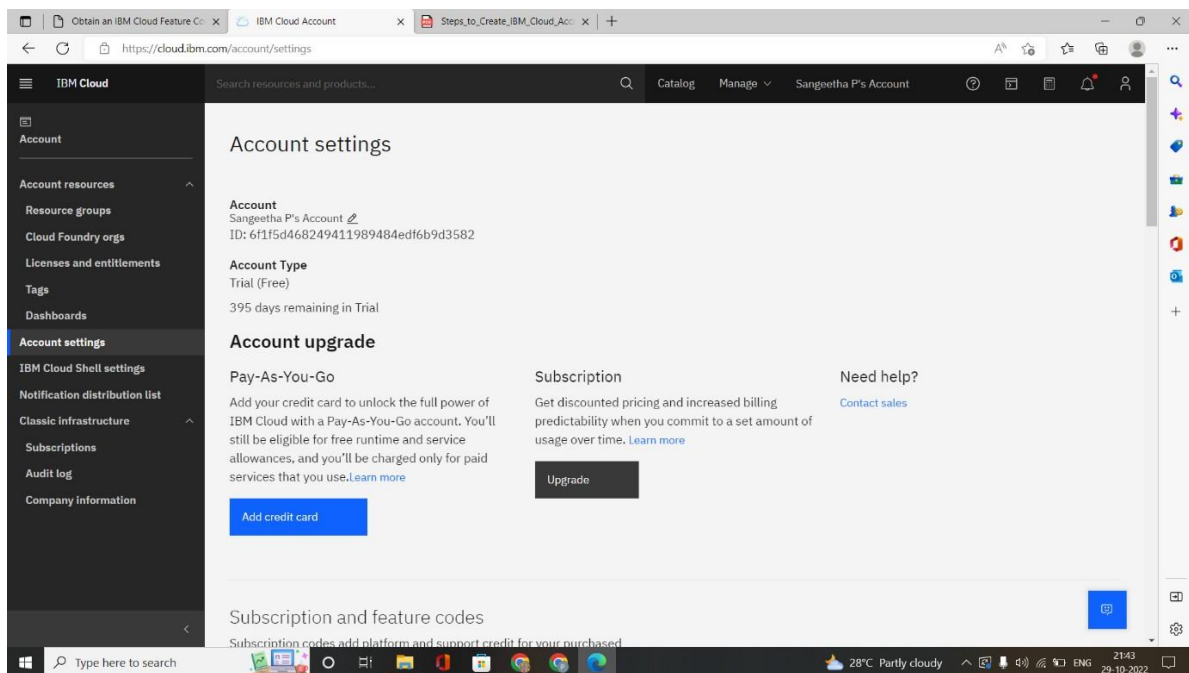 Obtain an IBM Cloud Feature Co
IBM Cloud Account
Steps_to_Create_IBM_Cloud_Acc
https://cloud.ibm.com/account/settings
IBM Cloud
Search resources and products...
Catalog
Manage
Sangeetha P's Account
Account
Account resources
Resource groups
Cloud Foundry orgs
Licenses and entitlements
Tags
Dashboards
Account settings
IBM Cloud Shell settings
Notification distribution list
Classic infrastructure
Subscriptions
Audit log
Company information
Account settings
Account
Sangeetha P's Account
ID: 6f1f5d468249411989484edf6b9d3582
Account Type
Trial (Free)
395 days remaining in Trial
Account upgrade
Pay-As-You-Go
Add your credit card to unlock the full power of
IBM Cloud with a Pay-As-You-Go account. You'll
still be eligible for free runtime and service
allowances, and you'll be charged only for paid
services that you use.Learn more
Add credit card
Subscription
Get discounted pricing and increased billing
predictability when you commit to a set amount of
usage over time. Learn more
Upgrade
Need help?
Contact sales
Subscription and feature codes
Subscription codes add platform and support credit for your purchased
Type here to search
28°C Partly cloudy
ENG
21:43
29-10-2022